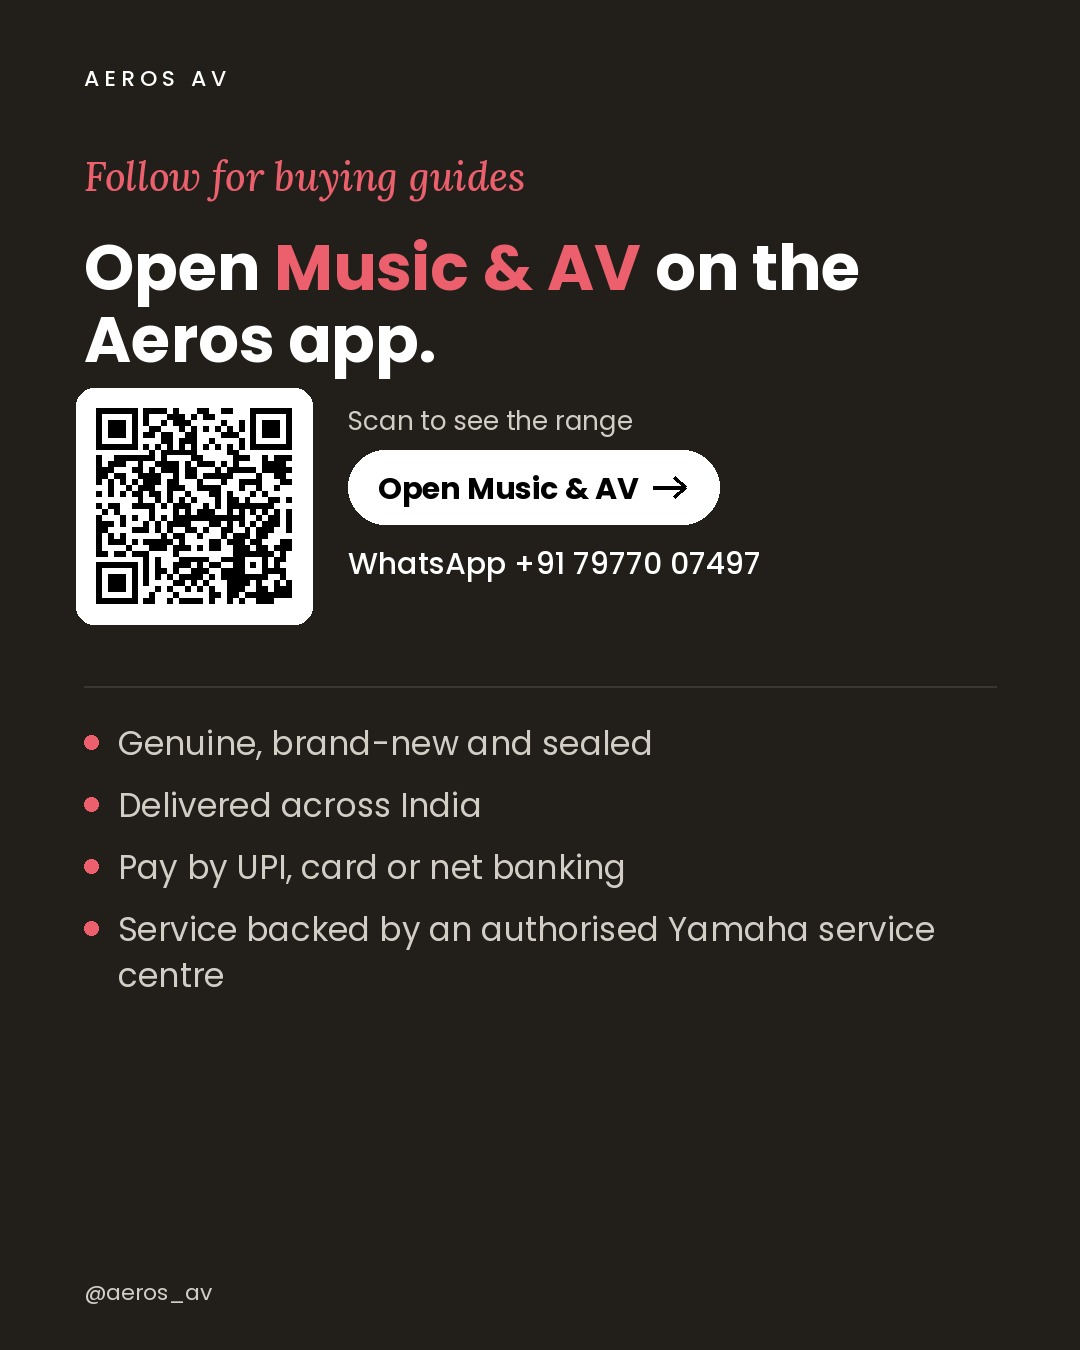 AEROS AV
Follow for buying guides
Open Music & AV on the
Aeros app.
Scan to see the range
Open Music & AV →
WhatsApp +91 79770 07497
Genuine, brand-new and sealed
Delivered across India
Pay by UPI, card or net banking
Service backed by an authorised Yamaha service
centre
@aeros_av